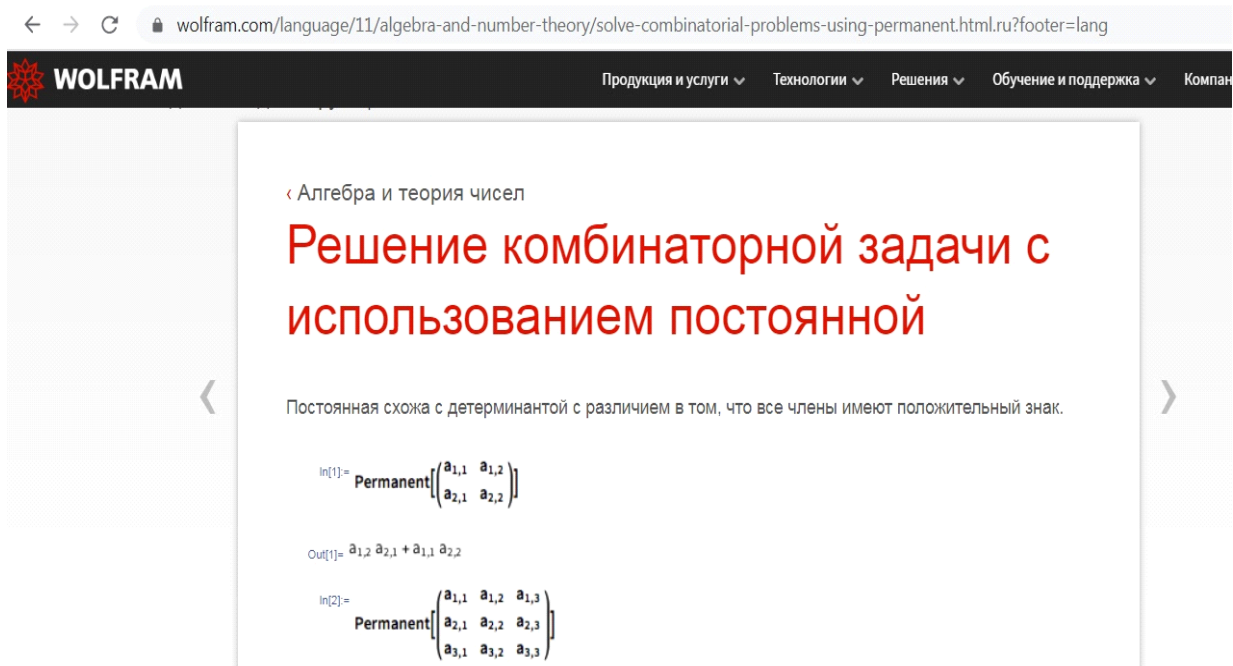 wolfram.com/language/11/algebra-and-number-theory/solve-combinatorial-problems-using-permanent.html.ru?footer=lang
WOLFRAM Продукция и услуги Технологии Решения Обучение и поддержка Компан
‹ Алгебра и теория чисел
Решение комбинаторной задачи с
использованием постоянной
Постоянная схожа с детерминантой с различием в том, что все члены имеют положительный знак.
In[1]:= Permanent[(a1,1 a1,2
a2,1 a2,2)]
Out[1]= a1,2 a2,1 + a1,1 a2,2
In[2]:= Permanent[(a1,1 a1,2 a1,3
a2,1 a2,2 a2,3
a3,1 a3,2 a3,3)]